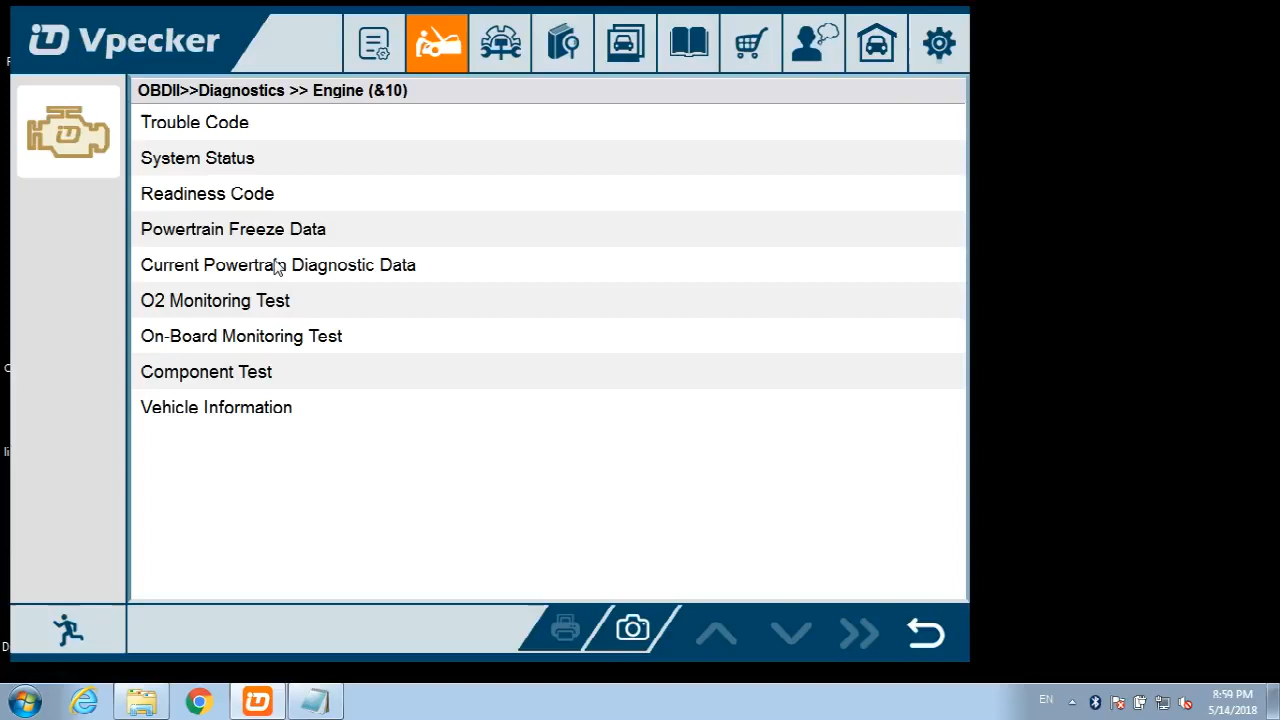 Vpecker
OBDII>>Diagnostics >> Engine (&10)
Trouble Code
System Status
Readiness Code
Powertrain Freeze Data
Current Powertrain Diagnostic Data
O2 Monitoring Test
On-Board Monitoring Test
Component Test
Vehicle Information
EN
8:59 PM
5/14/2018